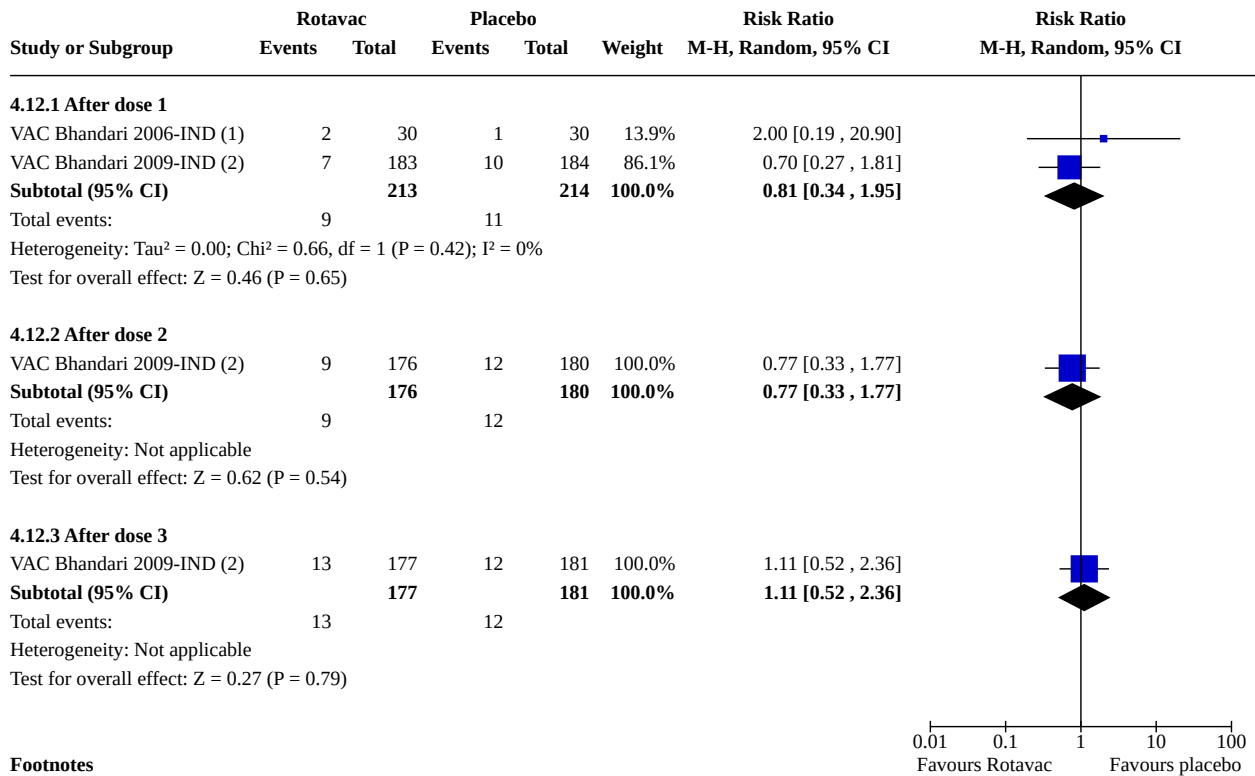 Rotavac Placebo Risk Ratio Risk Ratio
Study or Subgroup Events Total Events Total Weight M-H, Random, 95% CI M-H, Random, 95% CI
4.12.1 After dose 1
VAC Bhandari 2006-IND (1) 2 30 1 30 13.9% 2.00 [0.19 , 20.90]
VAC Bhandari 2009-IND (2) 7 183 10 184 86.1% 0.70 [0.27 , 1.81]
Subtotal (95% CI) 213 214 100.0% 0.81 [0.34 , 1.95]
Total events: 9 11
Heterogeneity: Tau² = 0.00; Chi² = 0.66, df = 1 (P = 0.42); I² = 0%
Test for overall effect: Z = 0.46 (P = 0.65)
4.12.2 After dose 2
VAC Bhandari 2009-IND (2) 9 176 12 180 100.0% 0.77 [0.33 , 1.77]
Subtotal (95% CI) 176 180 100.0% 0.77 [0.33 , 1.77]
Total events: 9 12
Heterogeneity: Not applicable
Test for overall effect: Z = 0.62 (P = 0.54)
4.12.3 After dose 3
VAC Bhandari 2009-IND (2) 13 177 12 181 100.0% 1.11 [0.52 , 2.36]
Subtotal (95% CI) 177 181 100.0% 1.11 [0.52 , 2.36]
Total events: 13 12
Heterogeneity: Not applicable
Test for overall effect: Z = 0.27 (P = 0.79)
0.01 0.1 1 10 100
Footnotes Favours Rotavac Favours placebo